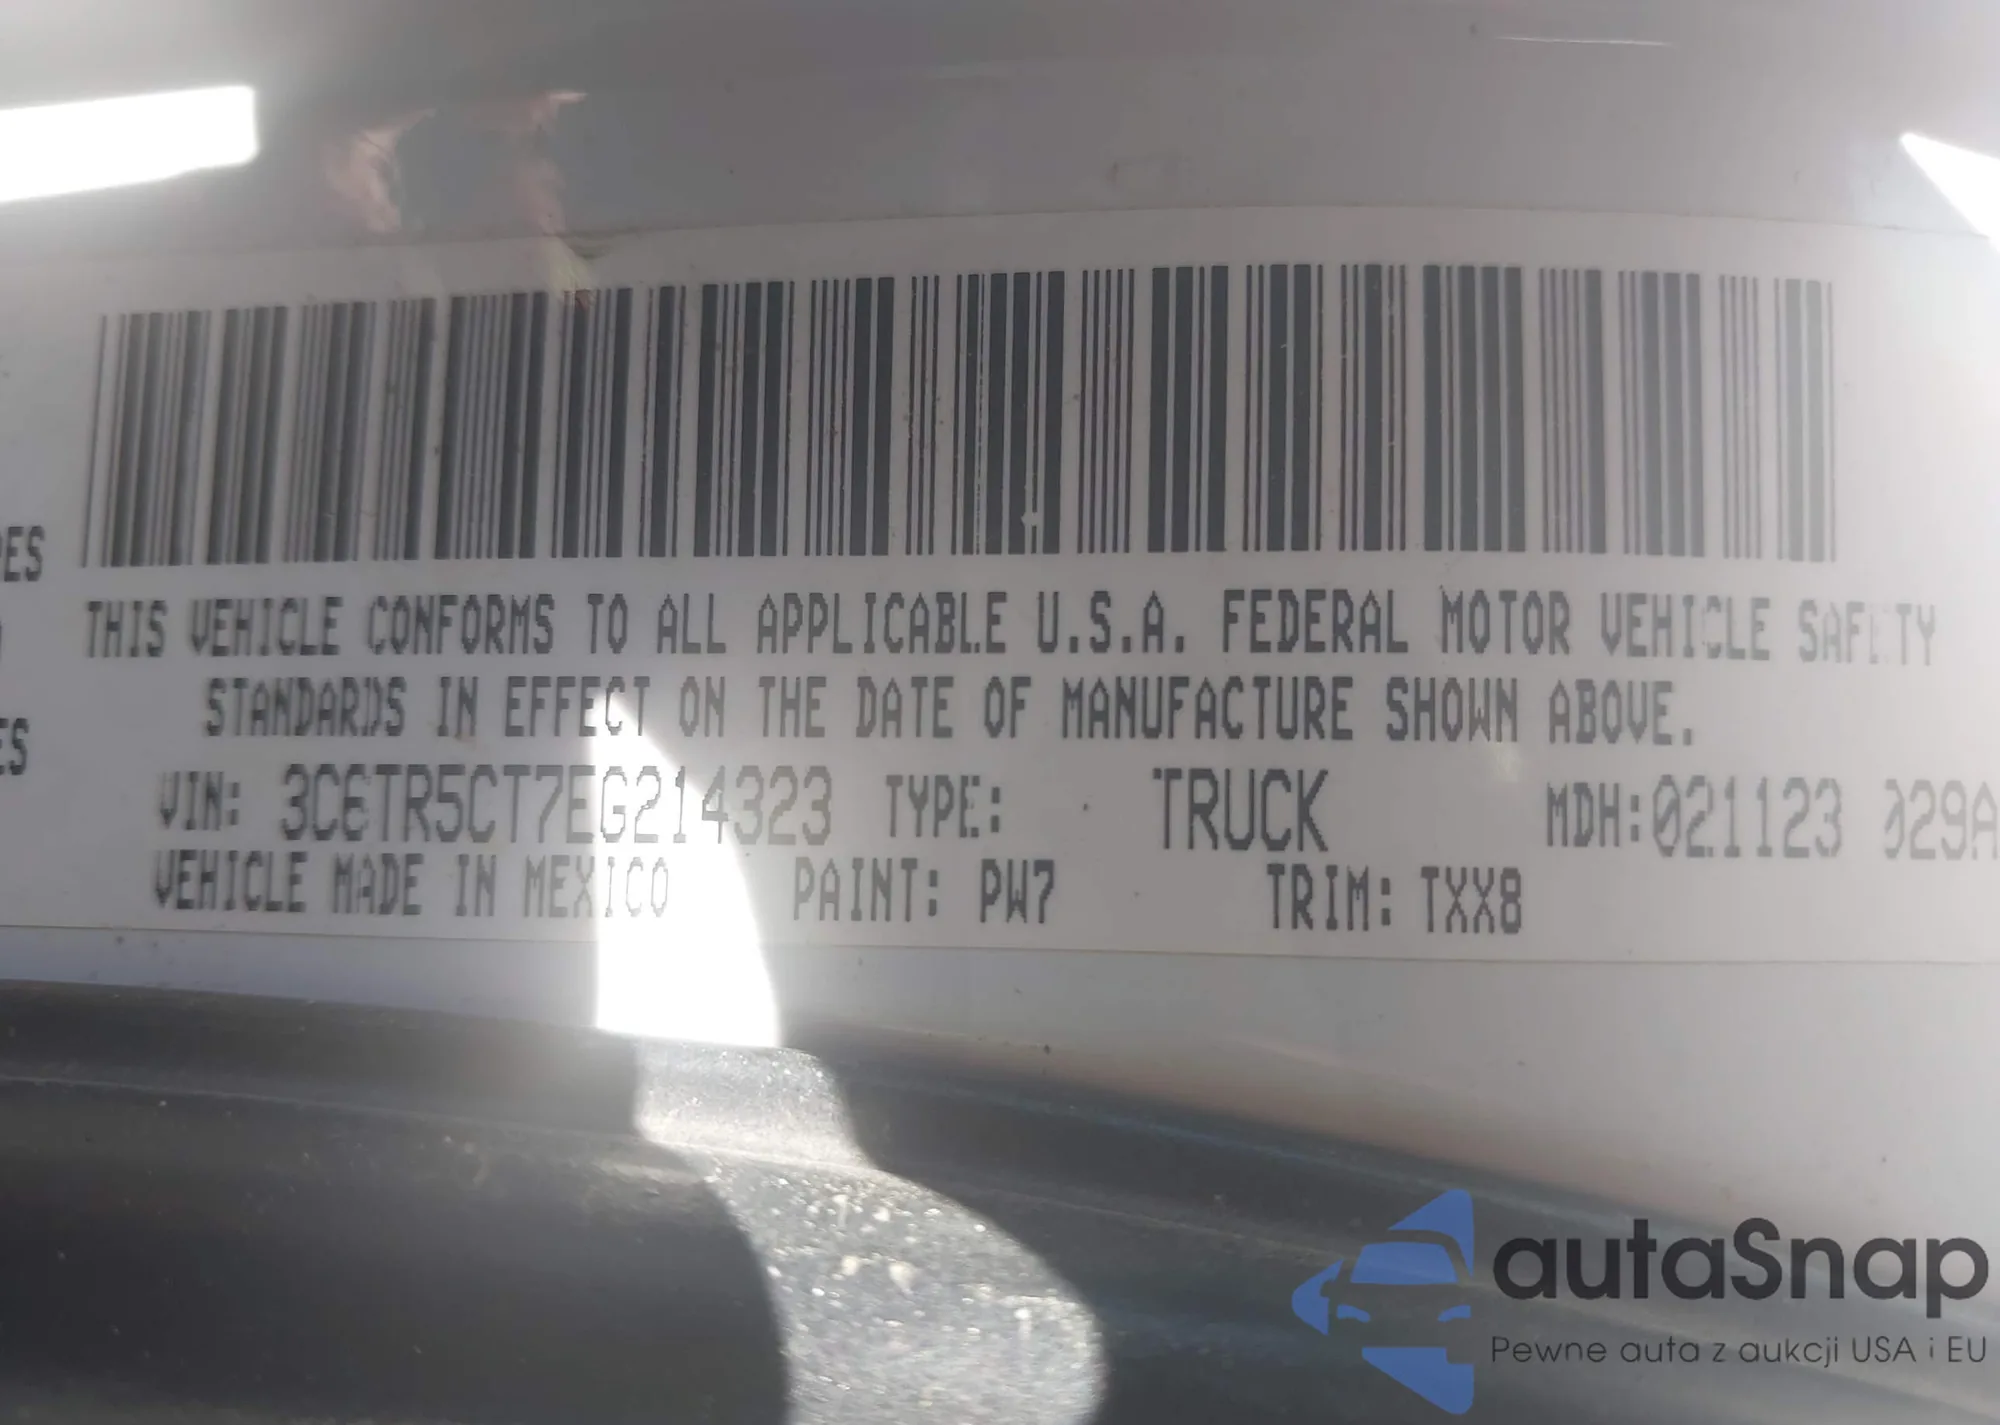 RES
THIS VEHICLE CONFORMS TO ALL APPLICABLE U.S.A. FEDERAL MOTOR VEHICLE SAFETY
STANDARDS IN EFFECT ON THE DATE OF MANUFACTURE SHOWN ABOVE.
ES
VIN: 3C6TR5CT7EG214323 TYPE: TRUCK MDH:021123 029A
VEHICLE MADE IN MEXICO PAINT: PW7 TRIM: TXX8
autaSnap
Pewne auta z aukcji USA i EU